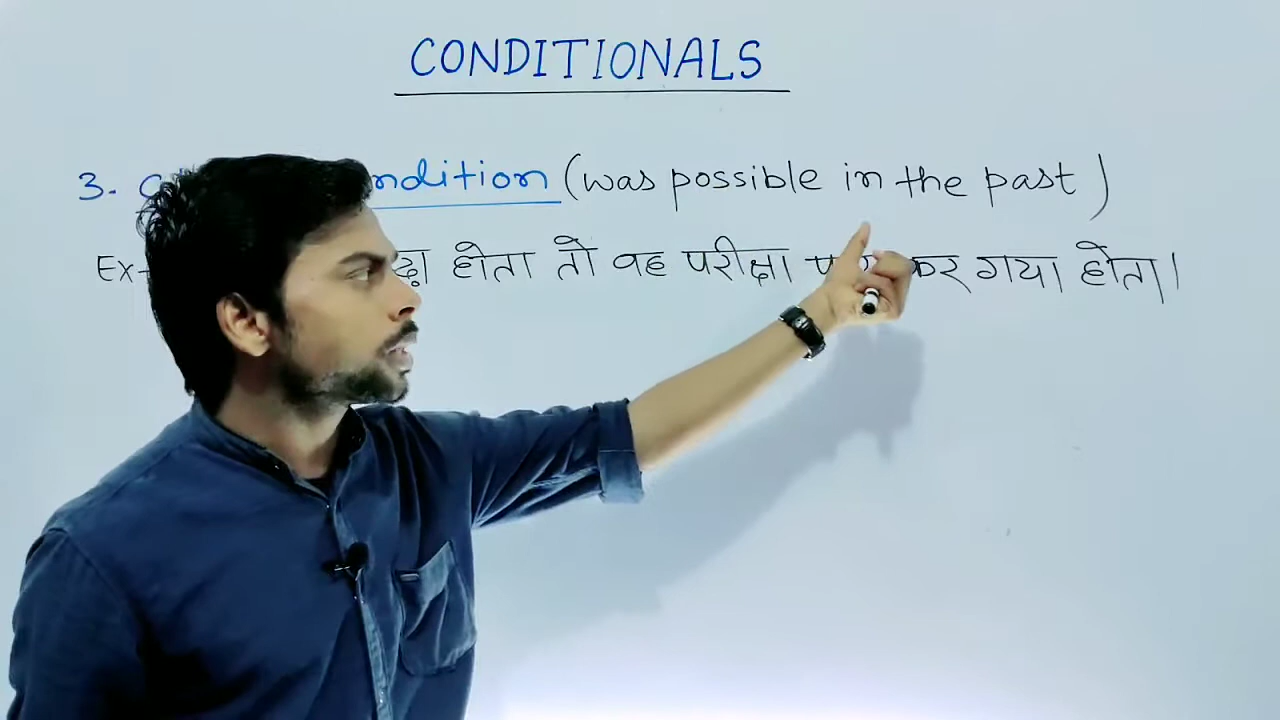 CONDITIONALS
3. ndition (was possible in the past)
Ex- ढ़ा होता तो वह परीक्षा कर गया होता।